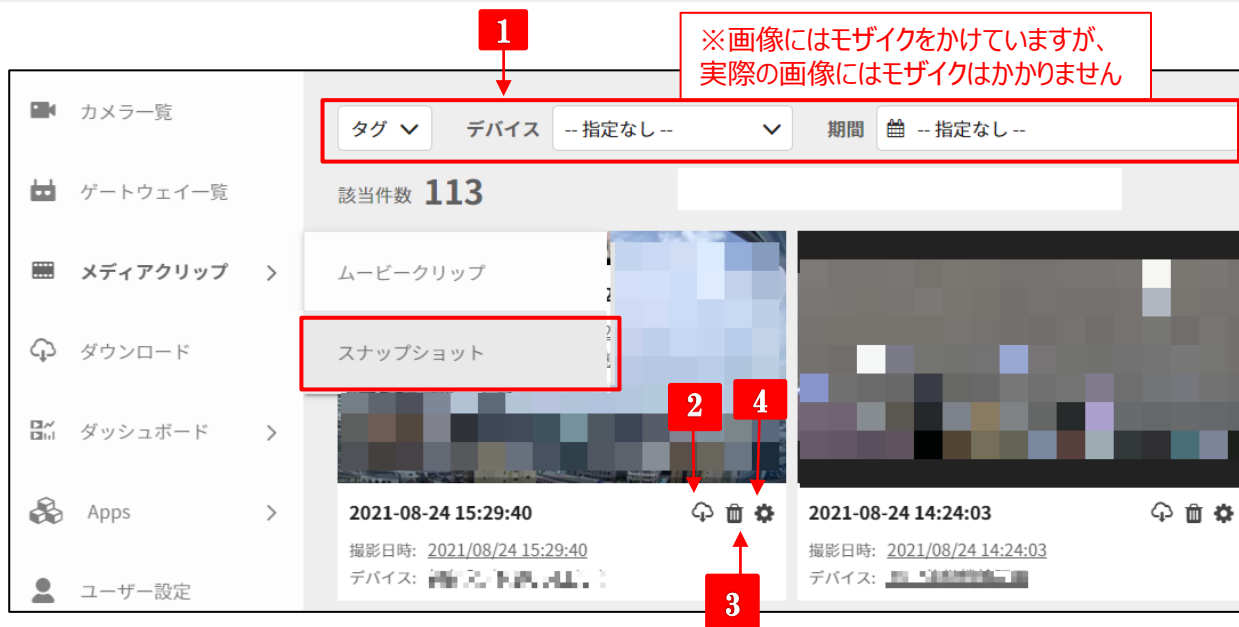 1
※画像にはモザイクをかけていますが、
実際の画像にはモザイクはかかりません
カメラ一覧
タグ デバイス -- 指定なし -- 期間 -- 指定なし --
ゲートウェイ一覧
該当件数 113
メディアクリップ
ムービークリップ
ダウンロード
スナップショット
2 4
ダッシュボード
Apps
2021-08-24 15:29:40
2021-08-24 14:24:03
撮影日時: 2021/08/24 15:29:40
撮影日時: 2021/08/24 14:24:03
デバイス:
デバイス:
ユーザー設定
3